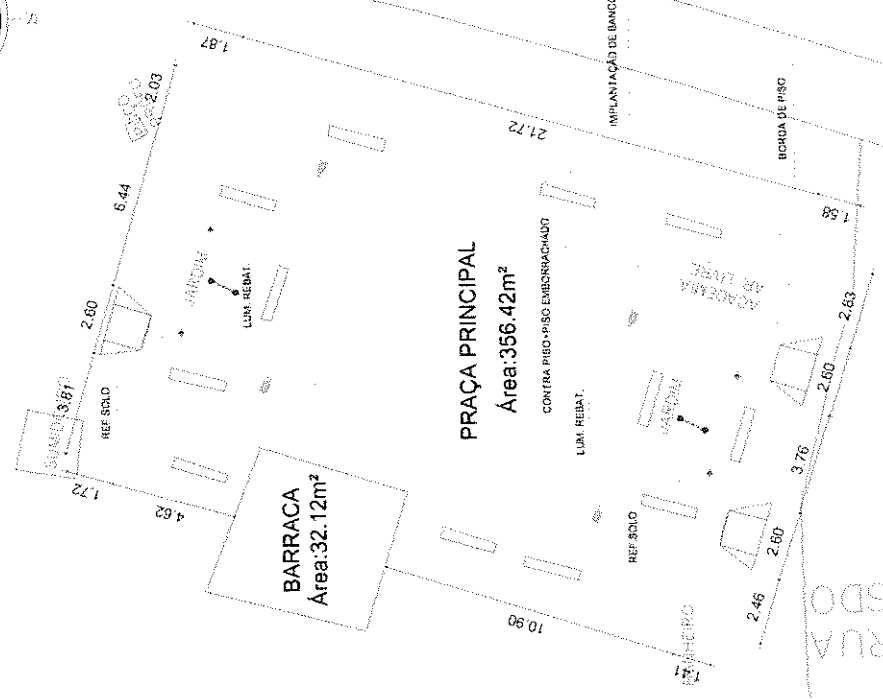 1.87
2.03
6.44
2.60
3.81
1.72
4.62
21.72
1.58
IMPLANTAÇÃO DE BANCO
BORDA DE PISO
JARDIM
LUM. REBAT.
REF SOLO
BARRACA
Área:32.12m²
PRAÇA PRINCIPAL
Área:356.42m²
CONTRA PISO+PISO EMBORRACHADO
LUM. REBAT.
ACADEMIA
AR LIVRE
JARDIM
REF SOLO
10.90
1.41
2.46
2.60
3.76
2.60
2.83
RUA